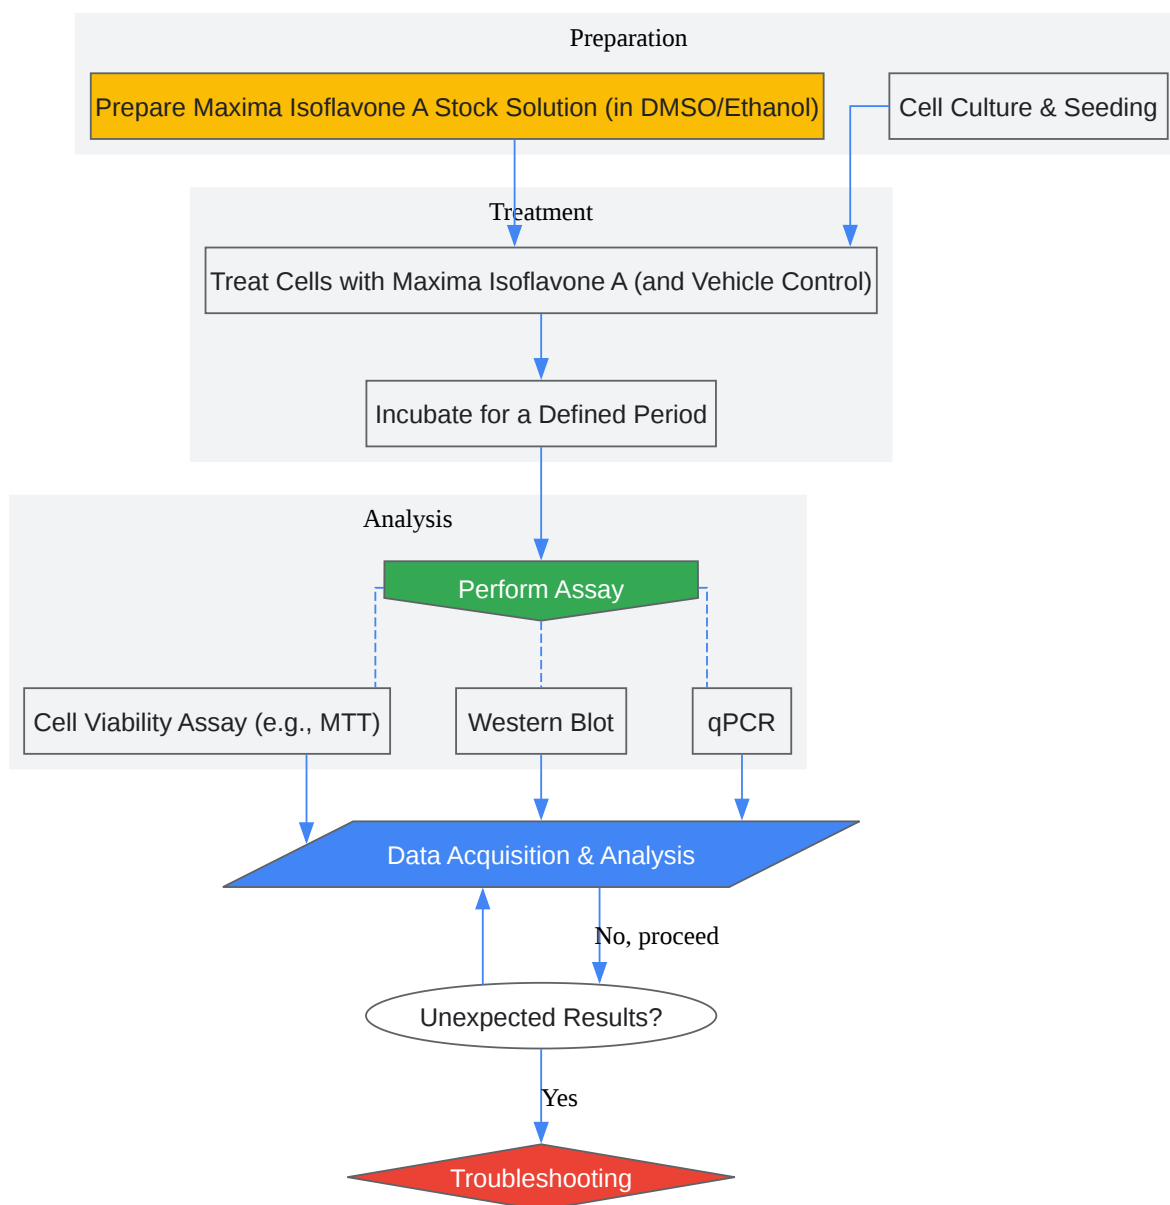 Preparation
Prepare Maxima Isoflavone A Stock Solution (in DMSO/Ethanol)
Cell Culture & Seeding
Treatment
Treat Cells with Maxima Isoflavone A (and Vehicle Control)
Incubate for a Defined Period
Analysis
Perform Assay
Cell Viability Assay (e.g., MTT)
Western Blot
qPCR
Data Acquisition & Analysis
No, proceed
Unexpected Results?
Yes
Troubleshooting